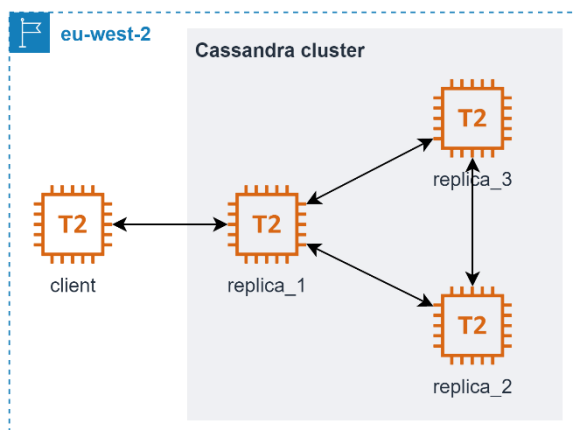 eu-west-2
Cassandra cluster
T2
replica_3
T2
client
T2
replica_1
T2
replica_2